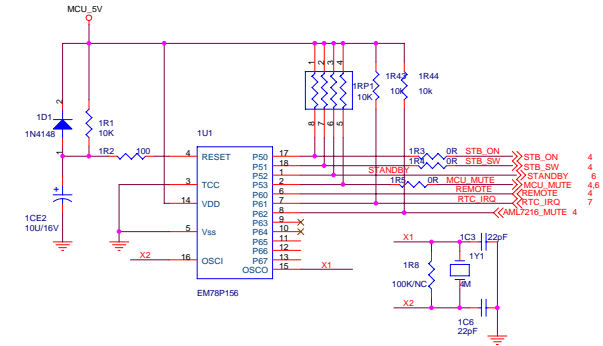 MCU_5V
1 2 3 4
1RP1
10K
8 7 6 5
1R43
10k
1R44
10k
2
1D1
1N4148
1
1R1
10K
1R2 100
1CE2
10U/16V
1U1
4 RESET P50 17
P51 18
3 TCC P52 1
P53 2
P60 6
14 VDD P61 7
P62 8
P63 9
5 Vss P64 10
P65 11
P66 12
X2 16 OSCI P67 13
OSCO 15 X1
EM78P156
1R3 0R STB_ON STB_ON 4
1R4 0R STB_SW STB_SW 4
STANDBY STANDBY 6
1R5 0R MCU_MUTE MCU_MUTE 4,6
REMOTE REMOTE 4
RTC_IRQ RTC_IRQ 7
AML7216_MUTE 4
X1 1C3 22pF
1Y1
1R8
100K/NC 4M
X2
1C6
22pF